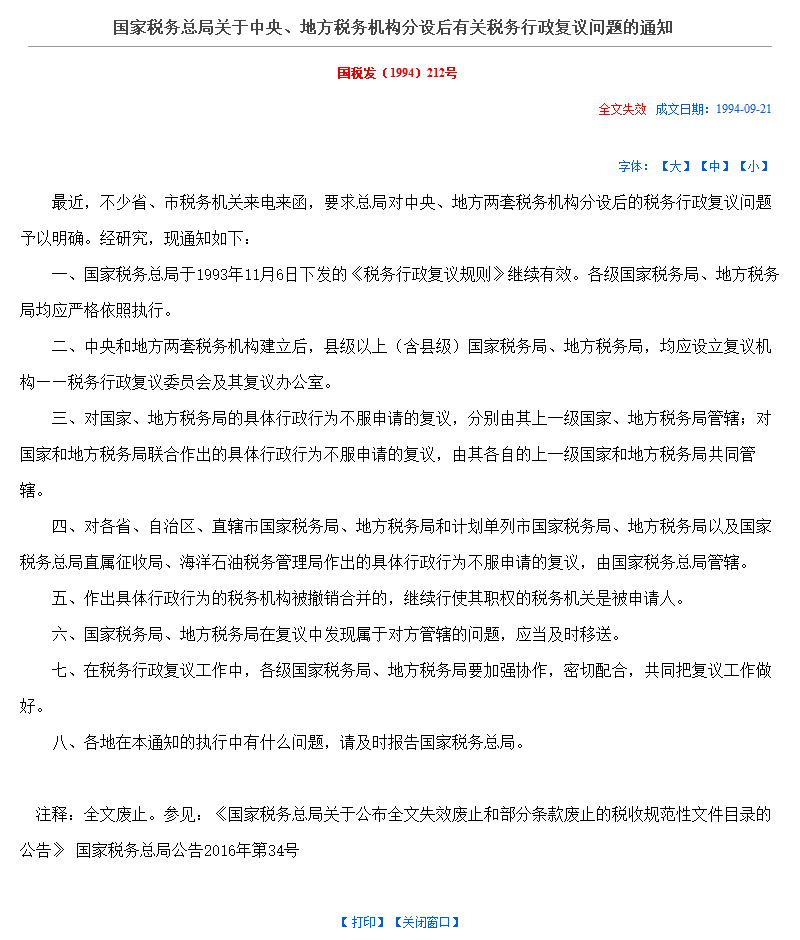 国家税务总局关于中央、地方税务机构分设后有关税务行政复议问题的通知
国税发（1994）212号
全文失效 成文日期：1994-09-21
字体：【大】【中】【小】
最近，不少省、市税务机关来电来函，要求总局对中央、地方两套税务机构分设后的税务行政复议问题
予以明确。经研究，现通知如下：
一、国家税务总局于1993年11月6日下发的《税务行政复议规则》继续有效。各级国家税务局、地方税务
局均应严格依照执行。
二、中央和地方两套税务机构建立后，县级以上（含县级）国家税务局、地方税务局，均应设立复议机
构一一税务行政复议委员会及其复议办公室。
三、对国家、地方税务局的具体行政行为不服申请的复议，分别由其上一级国家、地方税务局管辖；对
国家和地方税务局联合作出的具体行政行为不服申请的复议，由其各自的上一级国家和地方税务局共同管
辖。
四、对各省、自治区、直辖市国家税务局、地方税务局和计划单列市国家税务局、地方税务局以及国家
税务总局直属征收局、海洋石油税务管理局作出的具体行政行为不服申请的复议，由国家税务总局管辖。
五、作出具体行政行为的税务机构被撤销合并的，继续行使其职权的税务机关是被申请人。
六、国家税务局、地方税务局在复议中发现属于对方管辖的问题，应当及时移送。
七、在税务行政复议工作中，各级国家税务局、地方税务局要加强协作，密切配合，共同把复议工作做
好。
八、各地在本通知的执行中有什么问题，请及时报告国家税务总局。
注释：全文废止。参见：《国家税务总局关于公布全文失效废止和部分条款废止的税收规范性文件目录的
公告》 国家税务总局公告2016年第34号
【 打印】【关闭窗口】